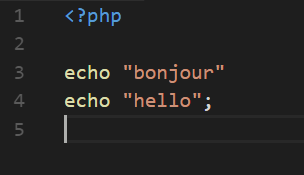 1 <?php
2
3 echo "bonjour"
4 echo "hello";
5